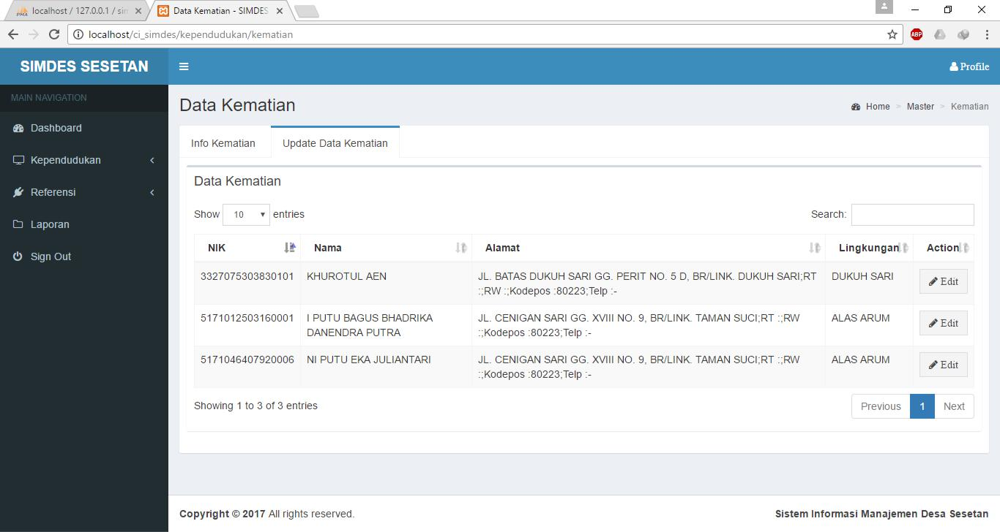 localhost / 127.0.0.1 / sim
Data Kematian - SIMDES
localhost/ci_simdes/kependudukan/kematian
ABP
SIMDES SESETAN
Profile
MAIN NAVIGATION
Dashboard
Kependudukan
Referensi
Laporan
Sign Out
Data Kematian
Home > Master > Kematian
Info Kematian
Update Data Kematian
Data Kematian
Show 10 entries
Search:
NIK Nama Alamat Lingkungan Action
3327075303830101 KHUROTUL AEN JL. BATAS DUKUH SARI GG. PERIT NO. 5 D, BR/LINK. DUKUH SARI;RT DUKUH SARI Edit
:;RW :;Kodepos :80223;Telp :-
5171012503160001 I PUTU BAGUS BHADRIKA JL. CENIGAN SARI GG. XVIII NO. 9, BR/LINK. TAMAN SUCI;RT :;RW ALAS ARUM Edit
DANENDRA PUTRA :;Kodepos :80223;Telp :-
5171046407920006 NI PUTU EKA JULIANTARI JL. CENIGAN SARI GG. XVIII NO. 9, BR/LINK. TAMAN SUCI;RT :;RW ALAS ARUM Edit
:;Kodepos :80223;Telp :-
Showing 1 to 3 of 3 entries
Previous 1 Next
Copyright © 2017 All rights reserved.
Sistem Informasi Manajemen Desa Sesetan